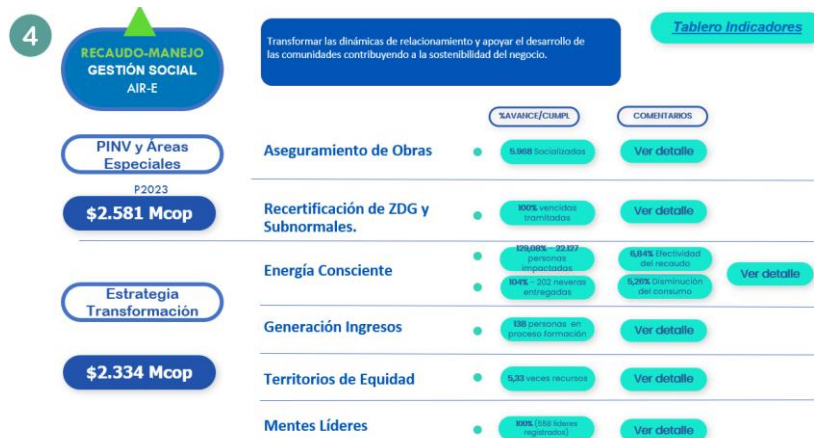 4
RECAUDO-MANEJO
GESTIÓN SOCIAL
AIR-E
Transformar las dinámicas de relacionamiento y apoyar el desarrollo de
las comunidades contribuyendo a la sostenibilidad del negocio.
Tablero Indicadores
%AVANCE/CUMPL
COMENTARIOS
PINV y Áreas
Especiales
Aseguramiento de Obras
5.968 Socializados
Ver detalle
P2023
$2.581 Mcop
Recertificación de ZDG y
Subnormales.
100% vencidas
tramitadas
Ver detalle
Energía Consciente
129,08% - 22.127
personas
impactadas
6,84% Efectividad
del recaudo
104% - 202 neveras
entregadas
5,26% Disminución
del consumo
Ver detalle
Estrategia
Transformación
Generación Ingresos
138 personas en
proceso formación
Ver detalle
$2.334 Mcop
Territorios de Equidad
5,33 veces recursos
Ver detalle
Mentes Líderes
100% (558 líderes
registrados)
Ver detalle